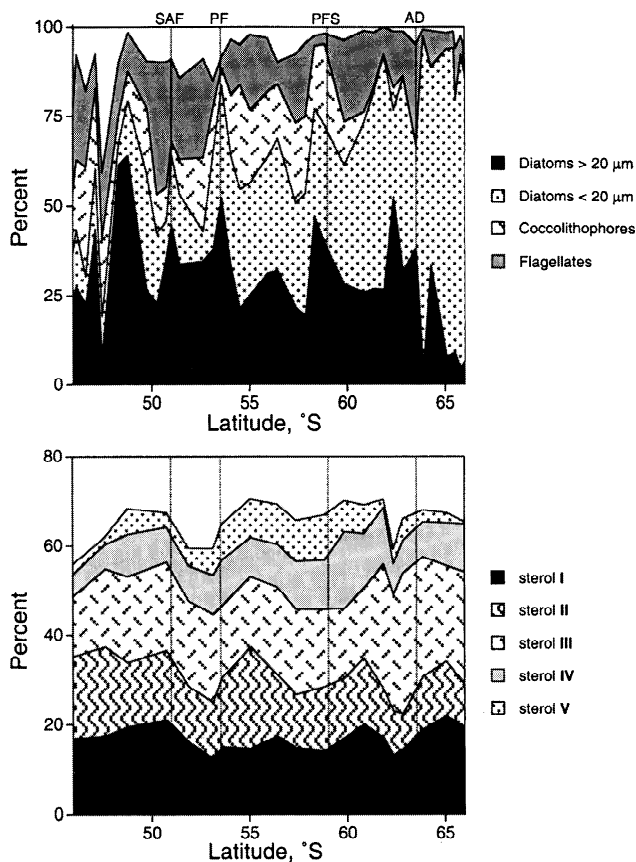 SAF PF PFS AD
100
75
50
25
0
Percent
50 55 60 65
Latitude, °S
Diatoms > 20 µm
Diatoms < 20 µm
Coccolithophores
Flagellates
80
60
40
20
0
Percent
50 55 60 65
Latitude, °S
sterol I
sterol II
sterol III
sterol IV
sterol V